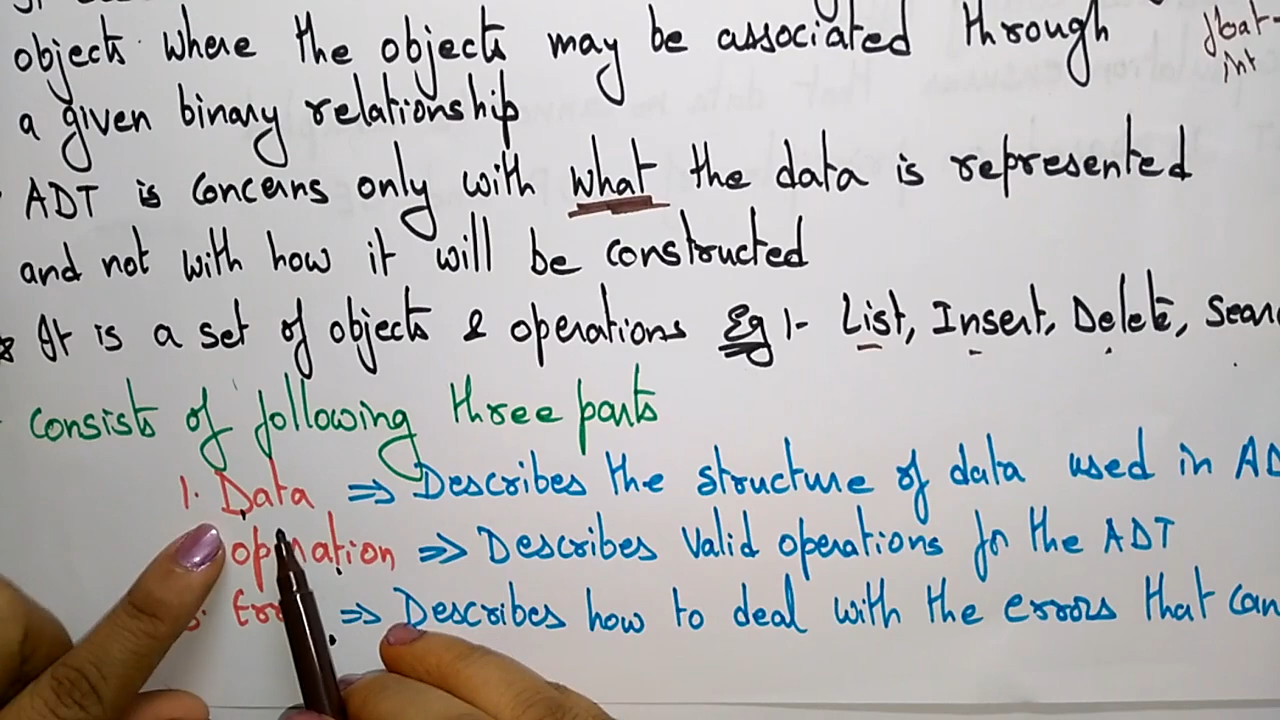 objects where the objects may be associated through float-
int
a given binary relationship
ADT is concerns only with what the data is represented
and not with how it will be constructed
* It is a set of objects & operations Eg :- List, Insert, Delete,
Consists of following three parts
1. Data => Describes the structure of data used in
operation => Describes Valid operations for the ADT
=> Describes how to deal with the errors that can